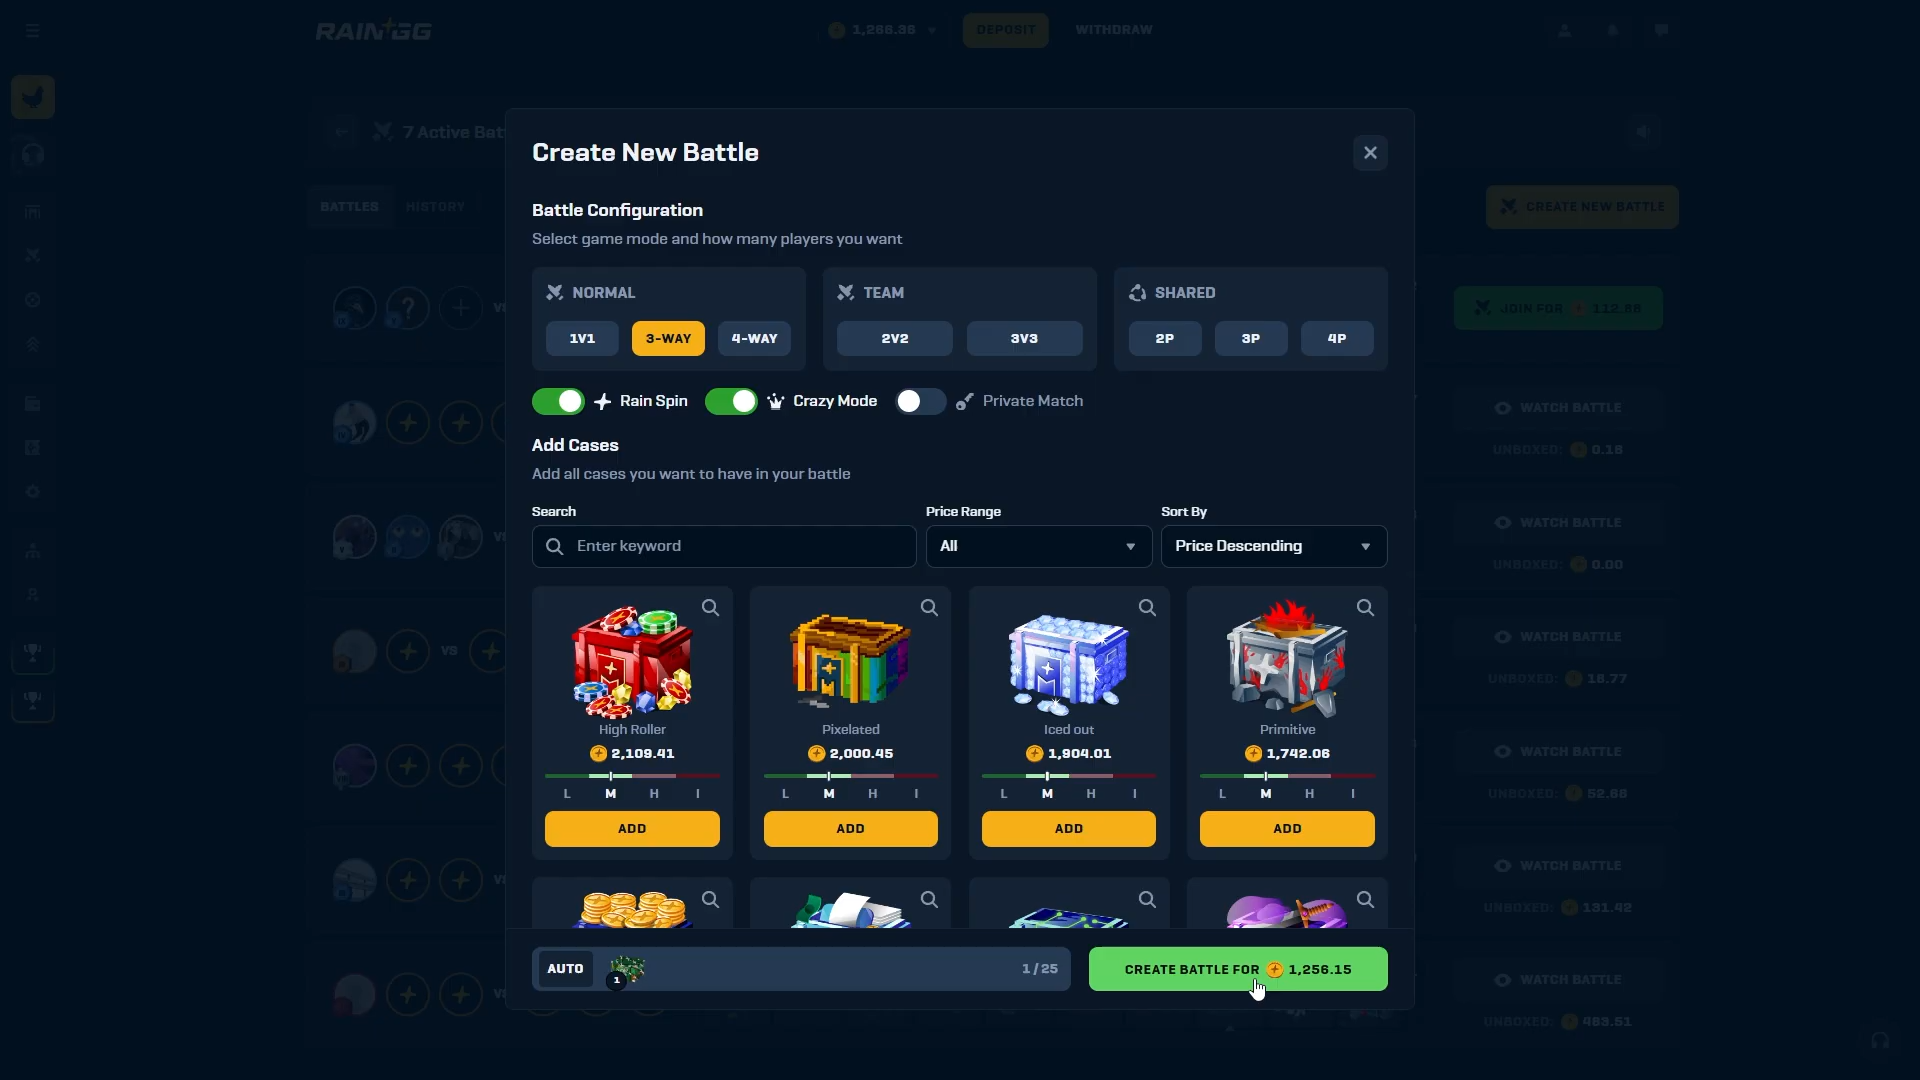 RAIN GG
1,266.36
DEPOSIT
WITHDRAW
7 Active Bat
BATTLES
HISTORY
CREATE NEW BATTLE
JOIN FOR 112.88
WATCH BATTLE
UNBOXED: 0.16
WATCH BATTLE
UNBOXED: 0.00
VS
WATCH BATTLE
UNBOXED: 18.77
WATCH BATTLE
UNBOXED: 52.68
WATCH BATTLE
UNBOXED: 131.42
WATCH BATTLE
UNBOXED: 483.51
Create New Battle
Battle Configuration
Select game mode and how many players you want
NORMAL
1V1
3-WAY
4-WAY
TEAM
2V2
3V3
SHARED
2P
3P
4P
Rain Spin
Crazy Mode
Private Match
Add Cases
Add all cases you want to have in your battle
Search
Enter keyword
Price Range
All
Sort By
Price Descending
High Roller
2,109.41
L M H I
ADD
Pixelated
2,000.45
L M H I
ADD
Iced out
1,904.01
L M H I
ADD
Primitive
1,742.06
L M H I
ADD
AUTO
1
1 / 25
CREATE BATTLE FOR 1,256.15